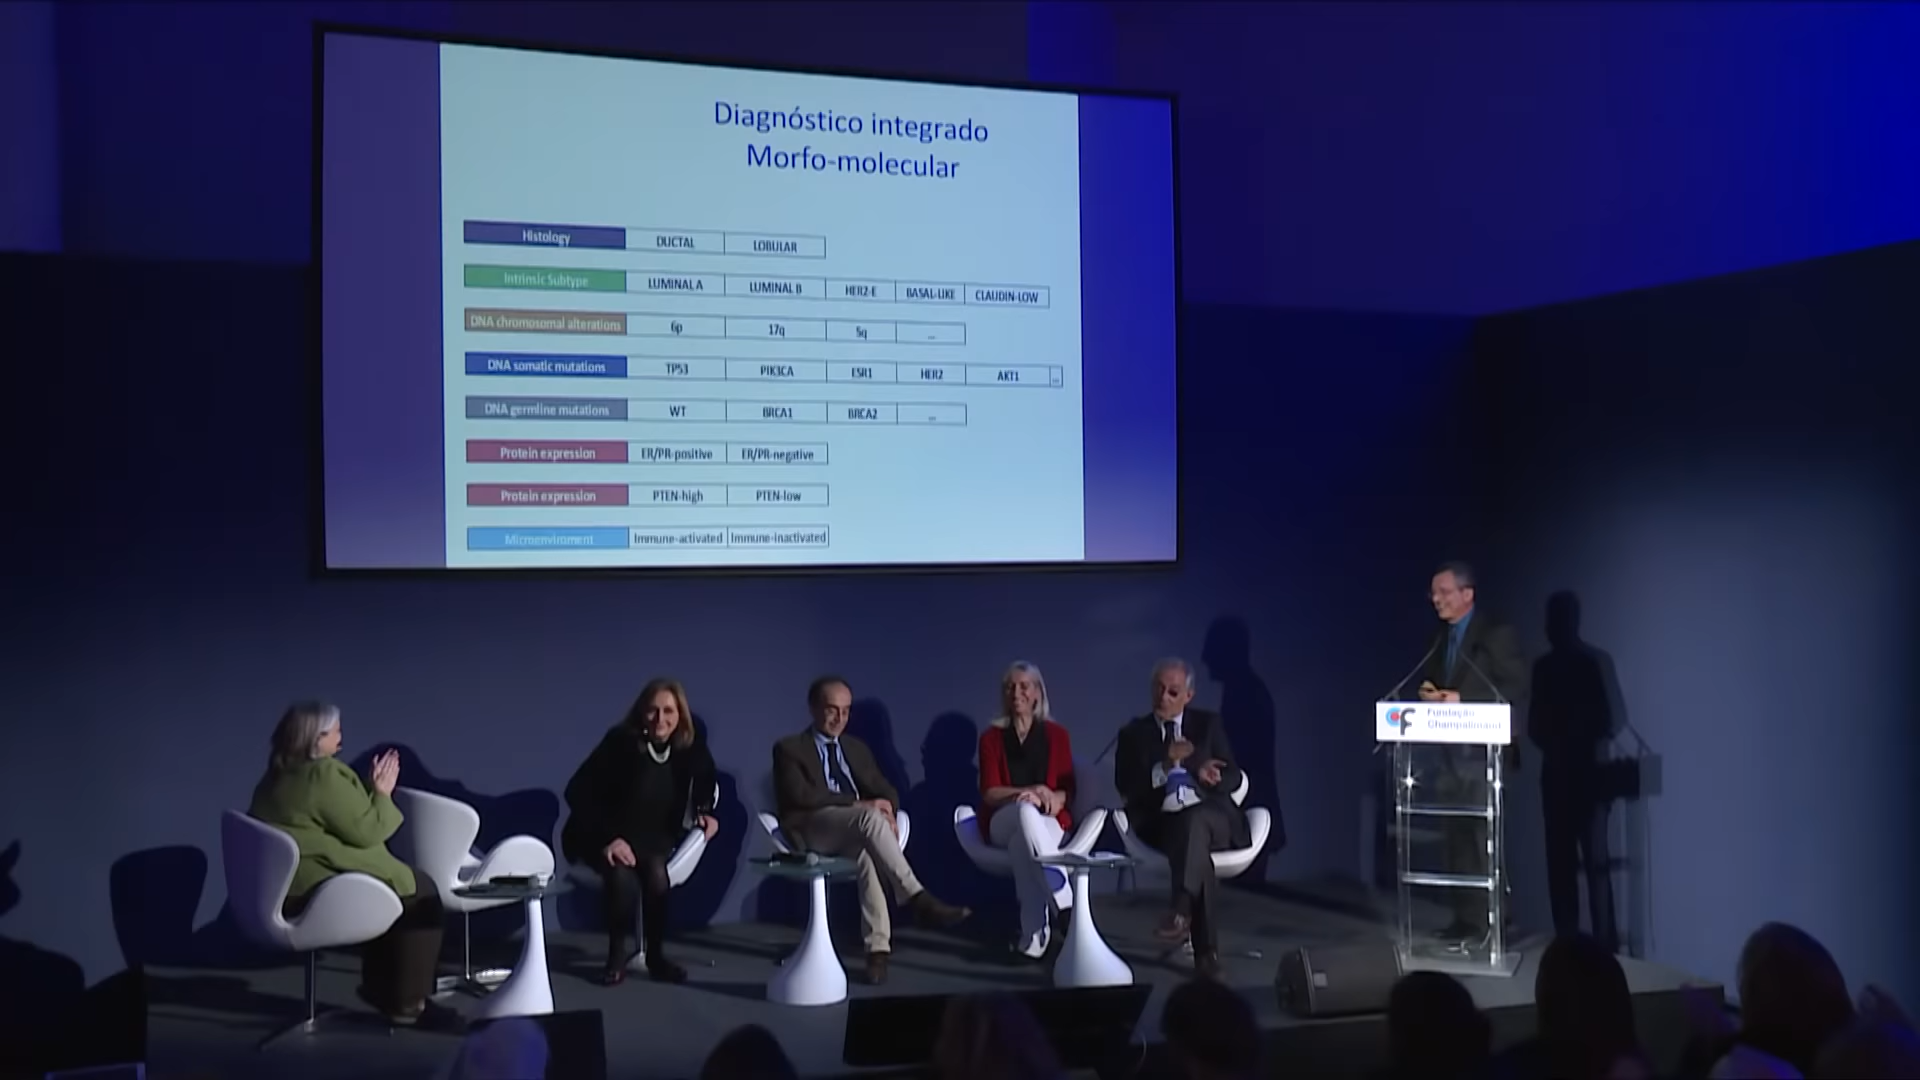 Diagnóstico integrado
Morfo-molecular
Histology DUCTAL LOBULAR
Intrinsic Subtype LUMINAL A LUMINAL B HER2-E BASAL-LIKE CLAUDIN-LOW
DNA chromosomal alterations 6p 17q 5q ...
DNA somatic mutations TP53 PIK3CA ESR1 HER2 AKT1 ...
DNA germline mutations WT BRCA1 BRCA2 ...
Protein expression ER/PR-positive ER/PR-negative
Protein expression PTEN-high PTEN-low
Microenviroment Immune-activated Immune-inactivated
CF Fundação
Champalimaud